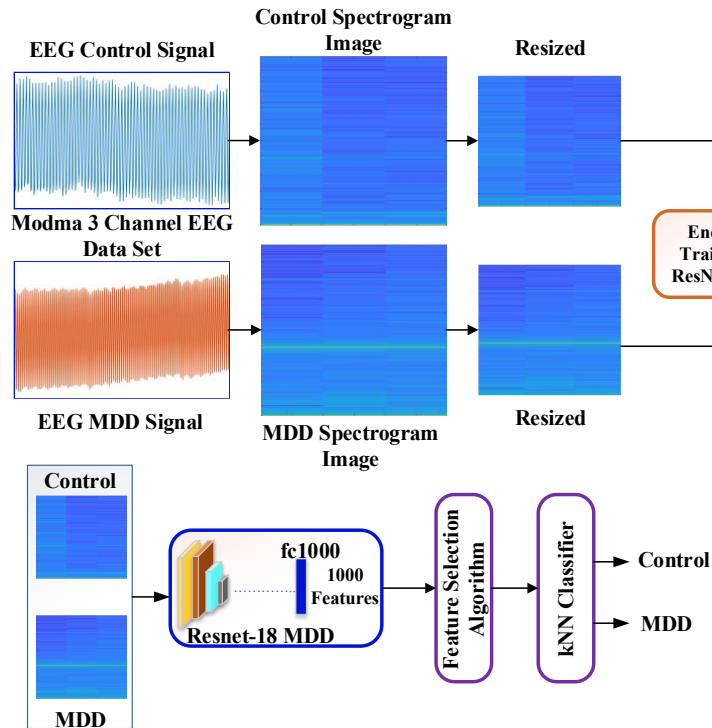 EEG Control Signal
Control Spectrogram
Image
Resized
Modma 3 Channel EEG
Data Set
EEG MDD Signal
MDD Spectrogram
Image
Resized
Control
MDD
fc1000
1000
Features
Resnet-18 MDD
Feature Selection
Algorithm
kNN Classifier
Control
MDD